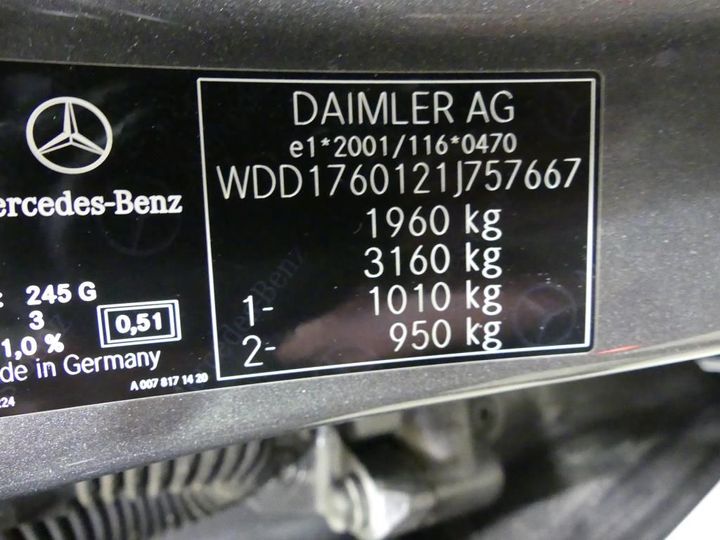 DAIMLER AG
e1*2001/116*0470
WDD1760121J757667
1960 kg
3160 kg
1- 1010 kg
2- 950 kg
ercedes-Benz
: 245 G
3
1,0 %
0,51
de in Germany
A 007 817 14 20
224